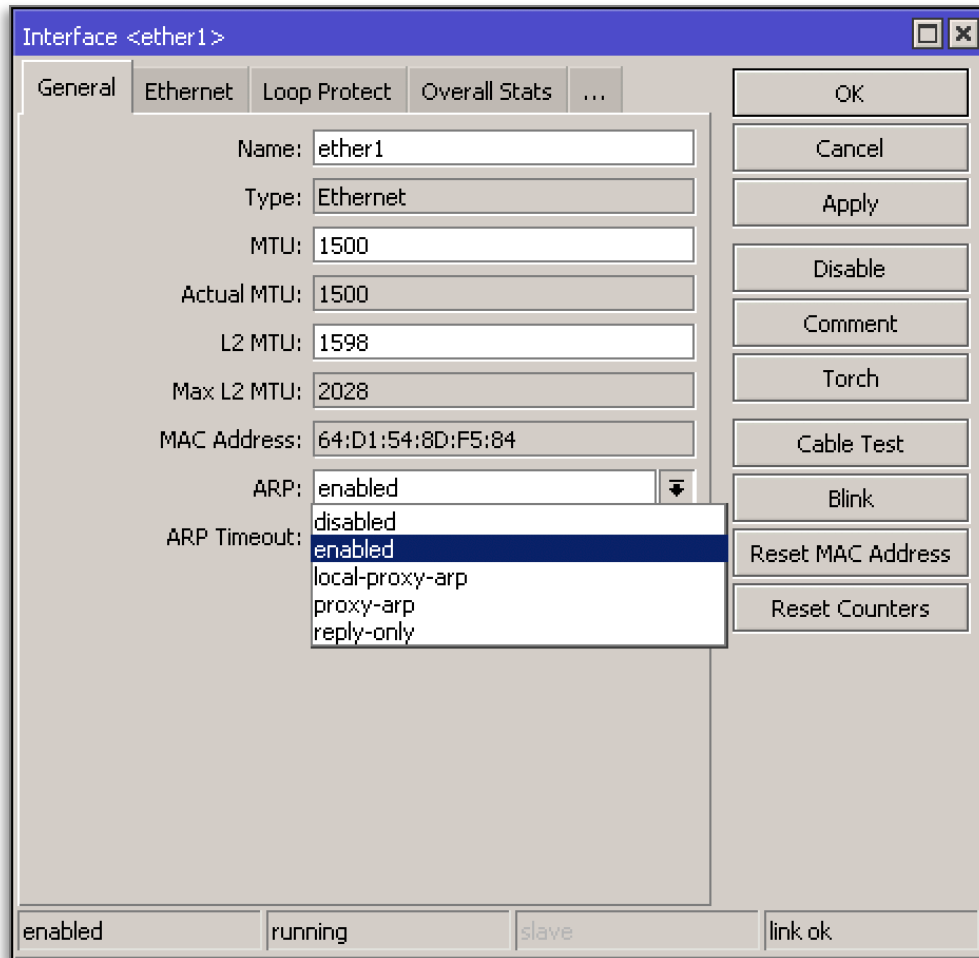 Interface <ether1>
General Ethernet Loop Protect Overall Stats ...
Name: ether1
Type: Ethernet
MTU: 1500
Actual MTU: 1500
L2 MTU: 1598
Max L2 MTU: 2028
MAC Address: 64:D1:54:8D:F5:84
ARP: enabled
ARP Timeout:
disabled
enabled
local-proxy-arp
proxy-arp
reply-only
OK
Cancel
Apply
Disable
Comment
Torch
Cable Test
Blink
Reset MAC Address
Reset Counters
enabled running slave link ok